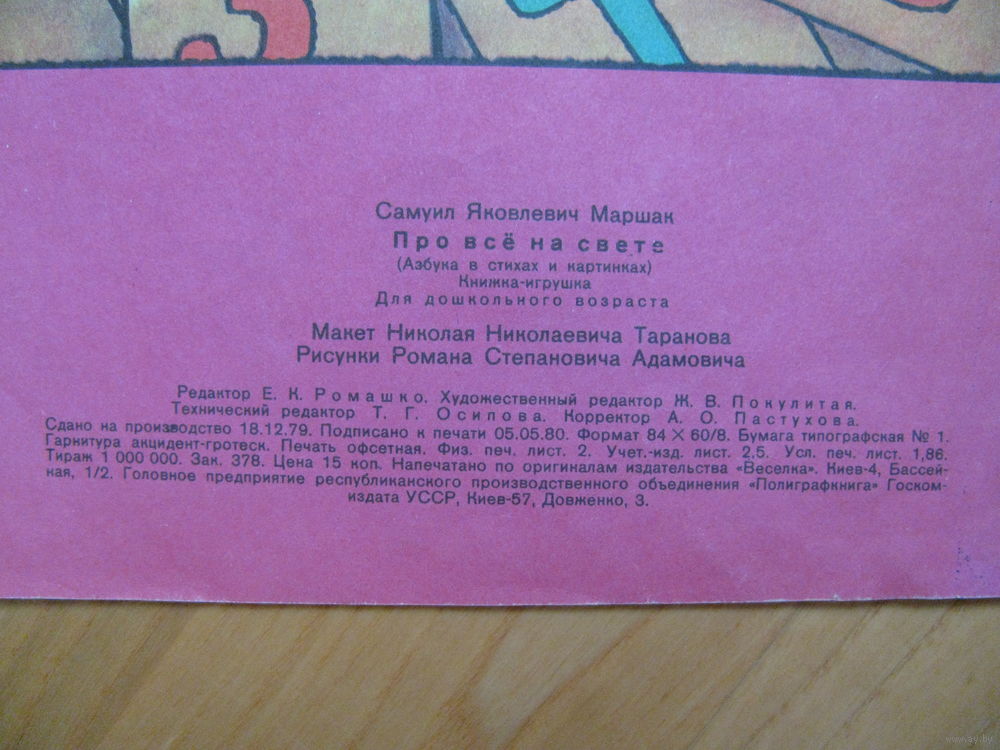 Самуил Яковлевич Маршак
Про всё на свете
(Азбука в стихах и картинках)
Книжка-игрушка
Для дошкольного возраста
Макет Николая Николаевича Таранова
Рисунки Романа Степановича Адамовича
Редактор Е. К. Ромашко. Художественный редактор Ж. В. Покулитая.
Технический редактор Т. Г. Осипова. Корректор А. О. Пастухова.
Сдано на производство 18.12.79. Подписано к печати 05.05.80. Формат 84 × 60/8. Бумага типографская № 1.
Гарнитура акцидент-гротеск. Печать офсетная. Физ. печ. лист. 2. Учет.-изд. лист. 2,5. Усл. печ. лист. 1,86.
Тираж 1 000 000. Зак. 378. Цена 15 коп. Напечатано по оригиналам издательства «Веселка». Киев-4, Бассей-
ная, 1/2. Головное предприятие республиканского производственного объединения «Полиграфкнига» Госком-
издата УССР, Киев-57, Довженко, 3.
www.ay.by